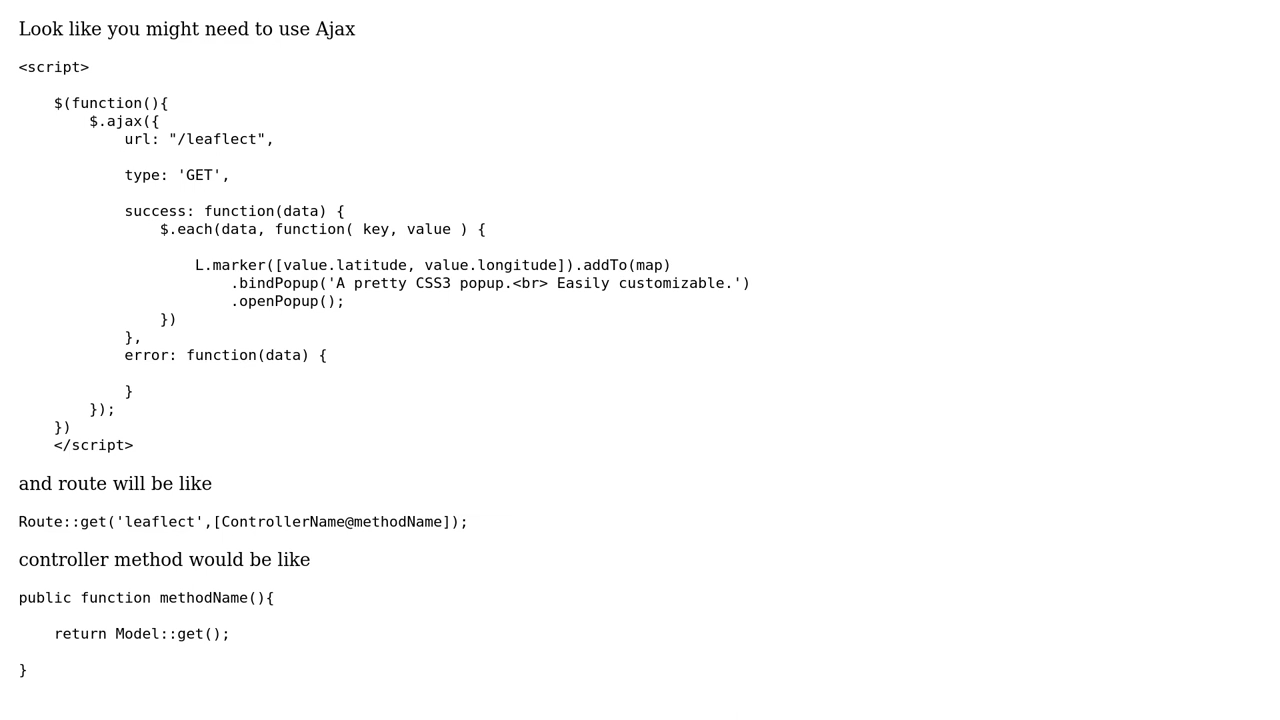 Look like you might need to use Ajax
<script>
    $(function(){
        $.ajax({
            url: "/leaflect",
            type: 'GET',
            success: function(data) {
                $.each(data, function( key, value ) {
                    L.marker([value.latitude, value.longitude]).addTo(map)
                        .bindPopup('A pretty CSS3 popup.<br> Easily customizable.')
                        .openPopup();
                })
            },
            error: function(data) {
            }
        });
    })
    </script>
and route will be like
Route::get('leaflect',[ControllerName@methodName]);
controller method would be like
public function methodName(){
    return Model::get();
}